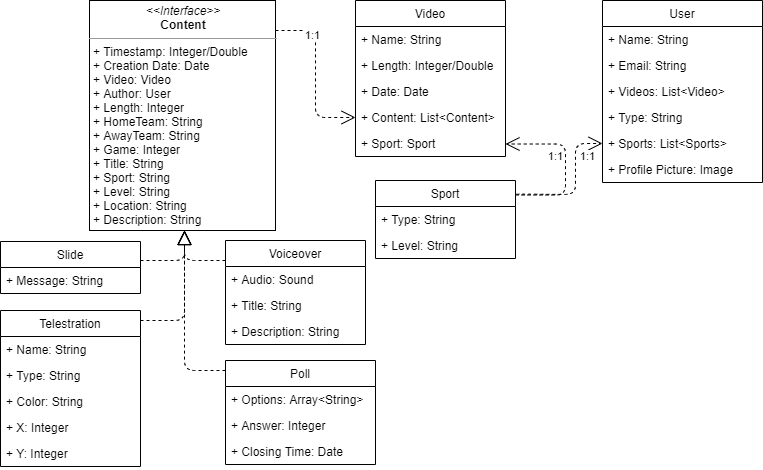 <<Interface>>
Content
+ Timestamp: Integer/Double
+ Creation Date: Date
+ Video: Video
+ Author: User
+ Length: Integer
+ HomeTeam: String
+ AwayTeam: String
+ Game: Integer
+ Title: String
+ Sport: String
+ Level: String
+ Location: String
+ Description: String
1:1
Video
+ Name: String
+ Length: Integer/Double
+ Date: Date
+ Content: List<Content>
+ Sport: Sport
User
+ Name: String
+ Email: String
+ Videos: List<Video>
+ Type: String
+ Sports: List<Sports>
+ Profile Picture: Image
1:1
1:1
Sport
+ Type: String
+ Level: String
Slide
+ Message: String
Voiceover
+ Audio: Sound
+ Title: String
+ Description: String
Telestration
+ Name: String
+ Type: String
+ Color: String
+ X: Integer
+ Y: Integer
Poll
+ Options: Array<String>
+ Answer: Integer
+ Closing Time: Date